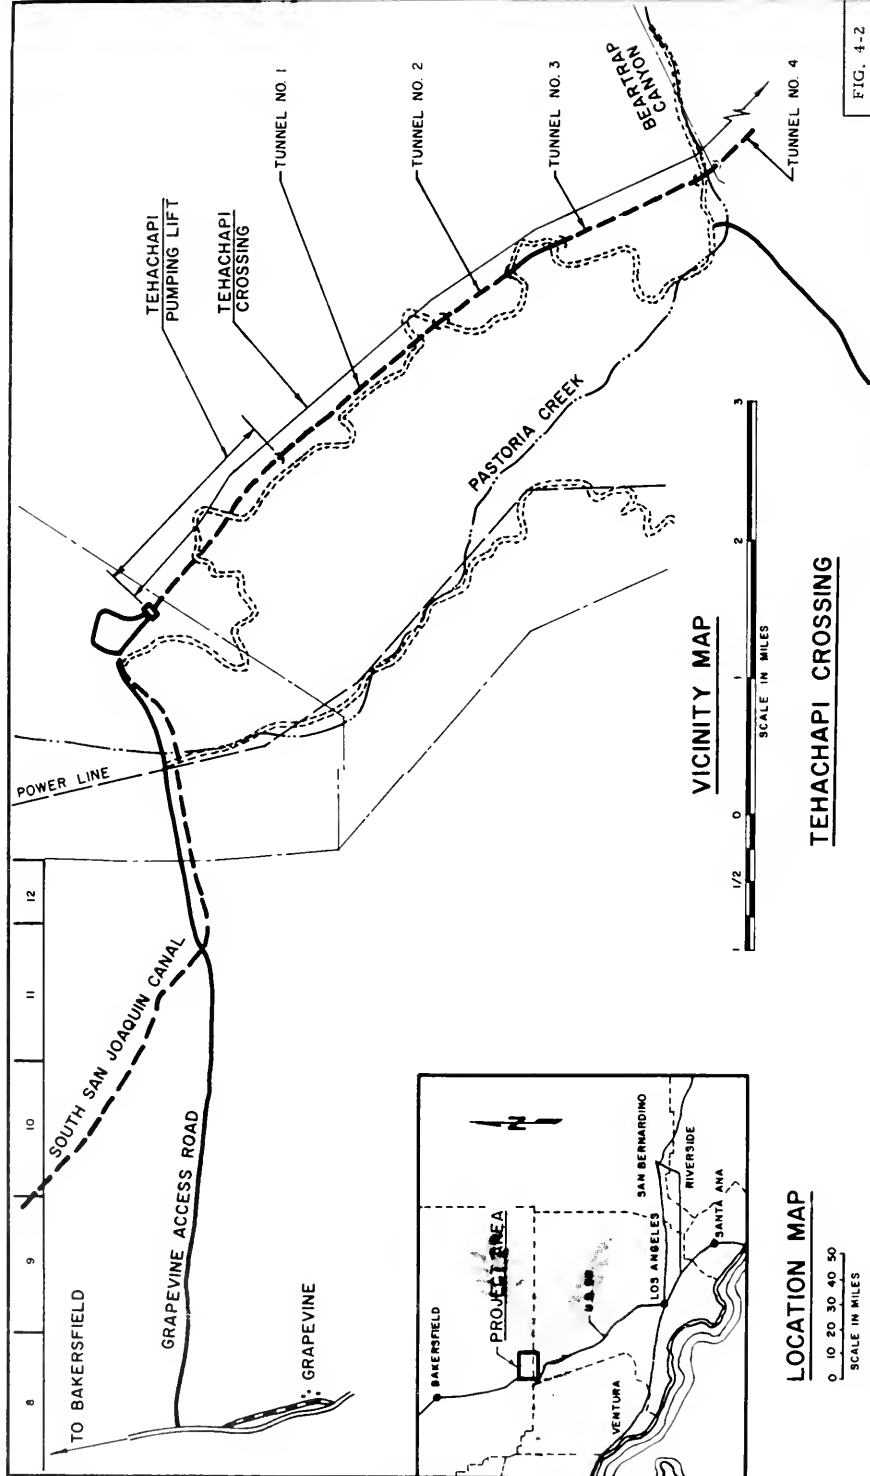 8
9
10
11
12
TO BAKERSFIELD
GRAPEVINE
GRAPEVINE ACCESS ROAD
SOUTH SAN JOAQUIN CANAL
POWER LINE
TEHACHAPI
PUMPING LIFT
TEHACHAPI
CROSSING
TUNNEL NO. 1
TUNNEL NO. 2
TUNNEL NO. 3
BEARTRAP
CANYON
TUNNEL NO. 4
PASTORIA CREEK
BAKERSFIELD
PROJECT AREA
N
VENTURA
LOS ANGELES
SAN BERNARDINO
RIVERSIDE
SANTA ANA
LOCATION MAP
0 10 20 30 40 50
SCALE IN MILES
VICINITY MAP
1 1/2 0 1 2 3
SCALE IN MILES
TEHACHAPI CROSSING
FIG. 4-2